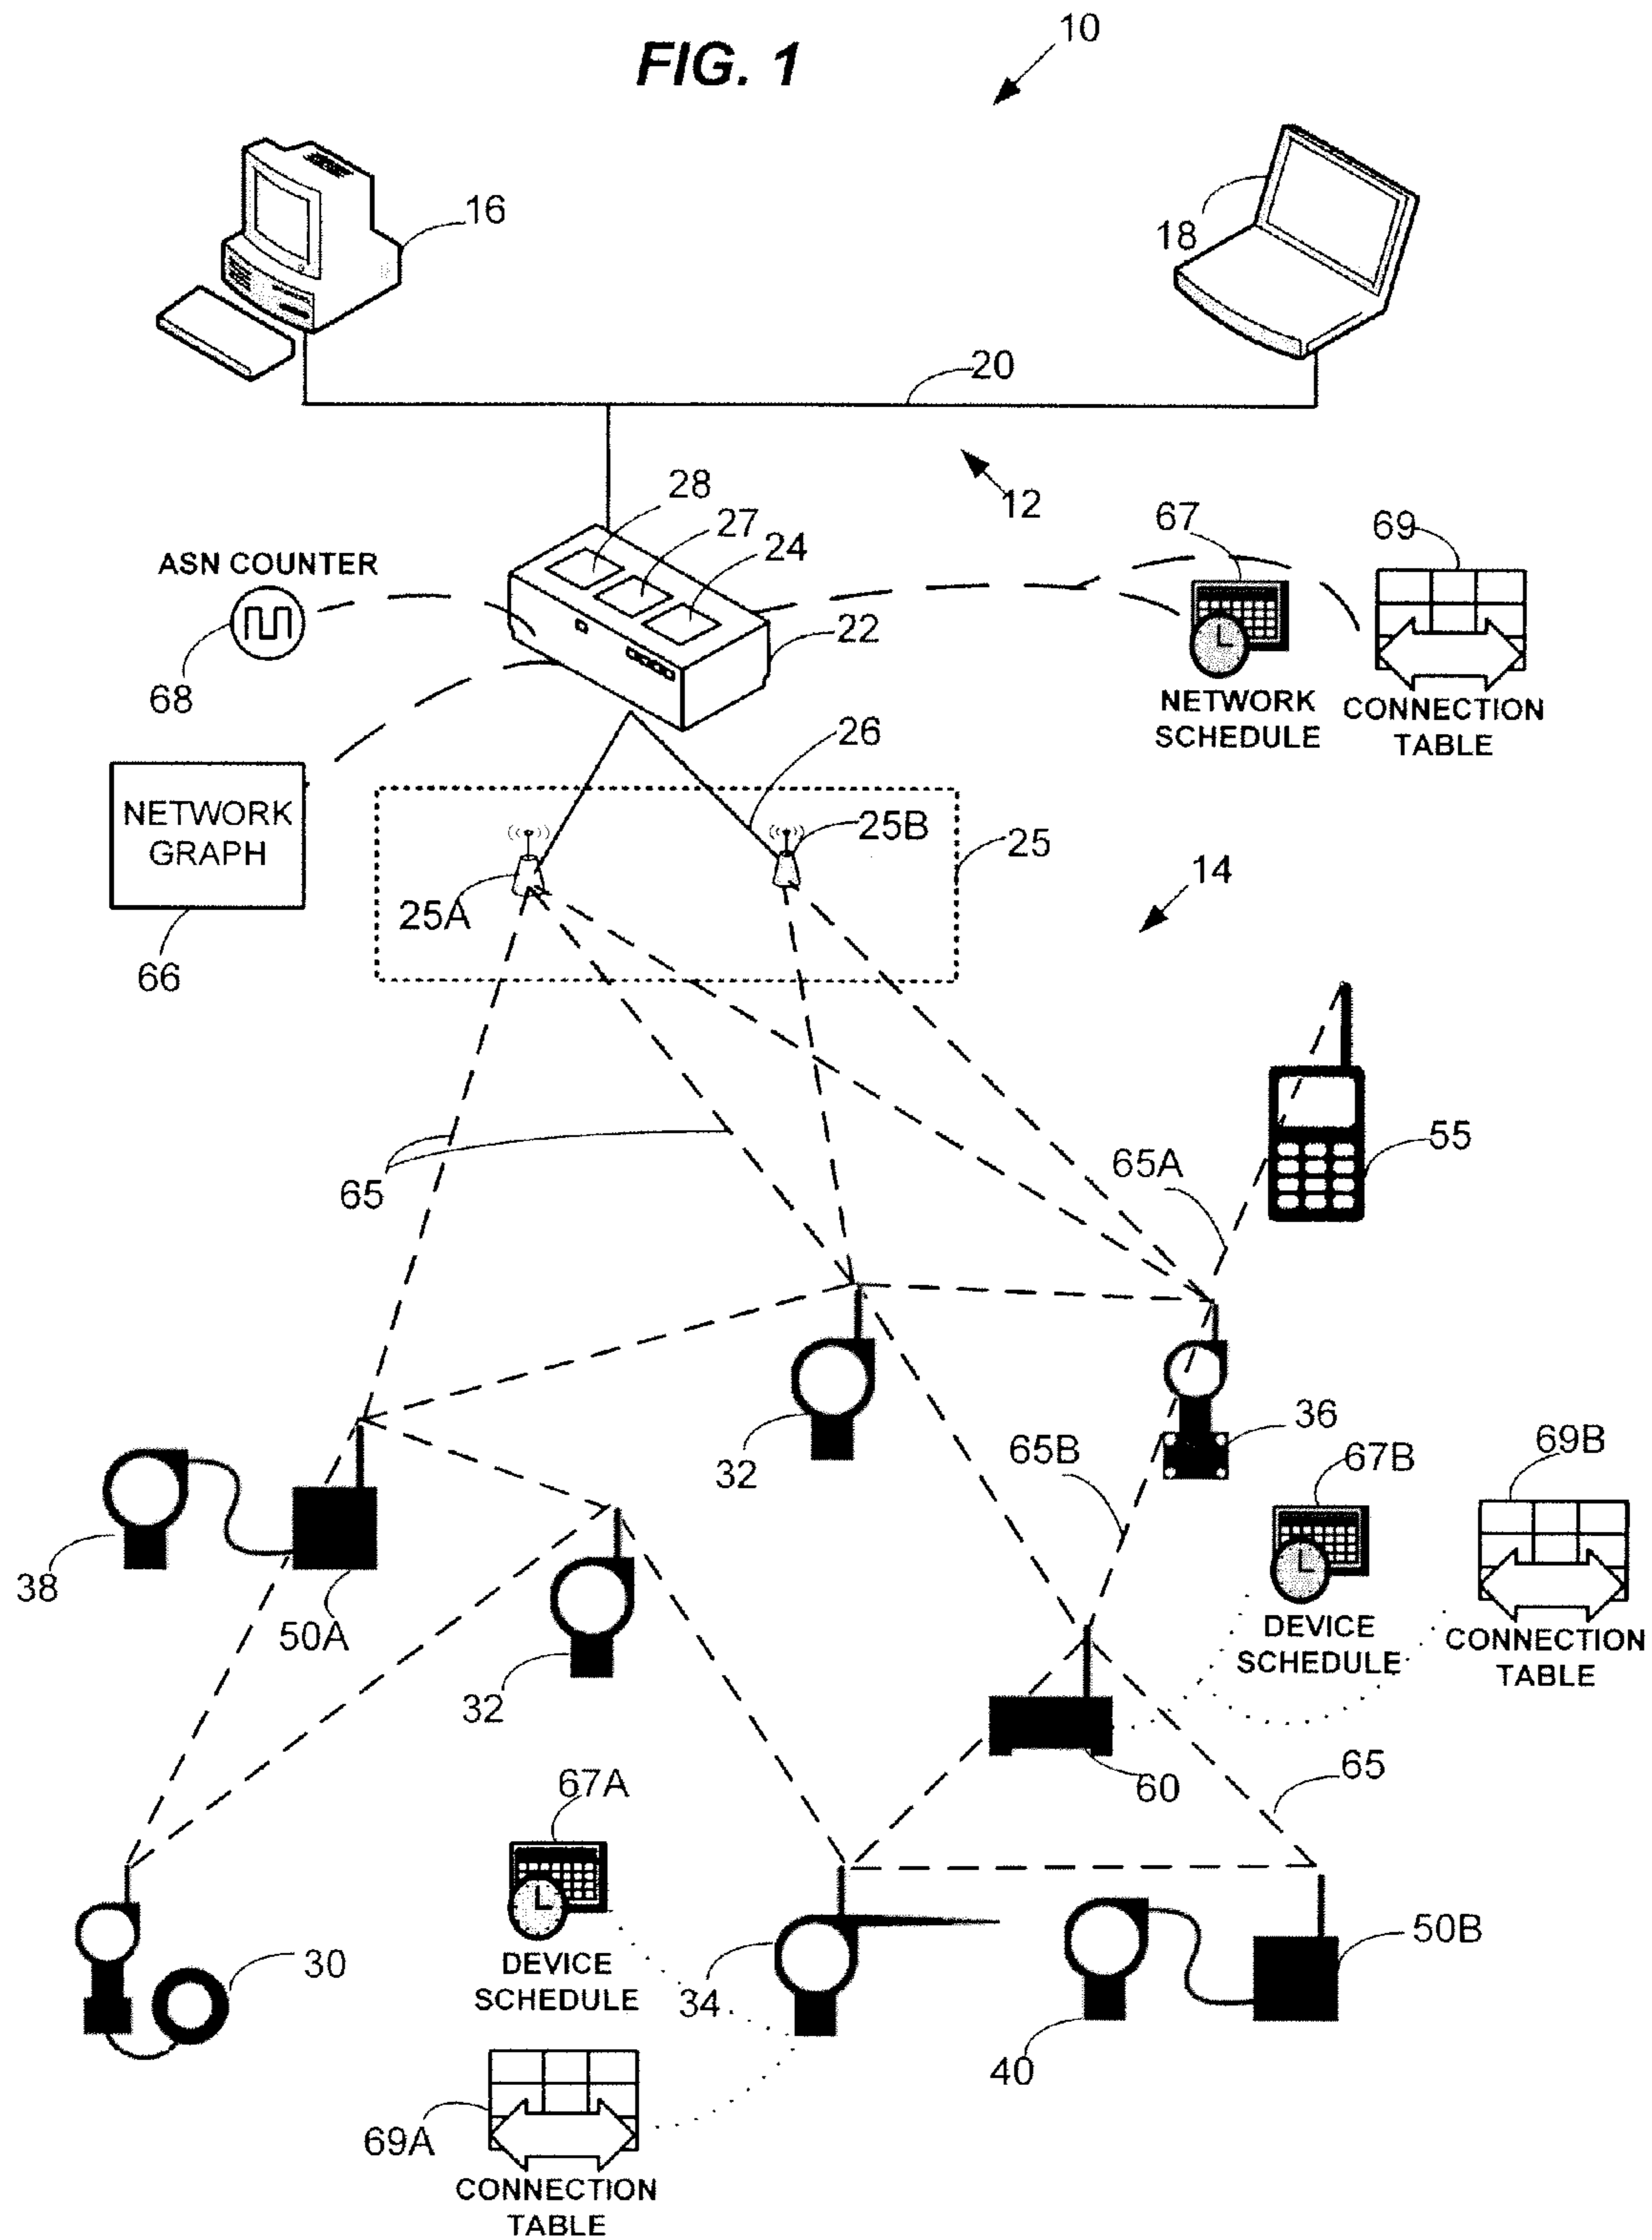 FIG. 1
10
16
18
20
12
28
27
24
22
67
69
ASN COUNTER
68
NETWORK
SCHEDULE
CONNECTION
TABLE
26
NETWORK
GRAPH
66
25A
25B
25
14
65
65A
55
32
36
65B
67B
69B
38
50A
32
DEVICE
SCHEDULE
CONNECTION
TABLE
60
65
67A
30
DEVICE
SCHEDULE
34
40
50B
69A
CONNECTION
TABLE